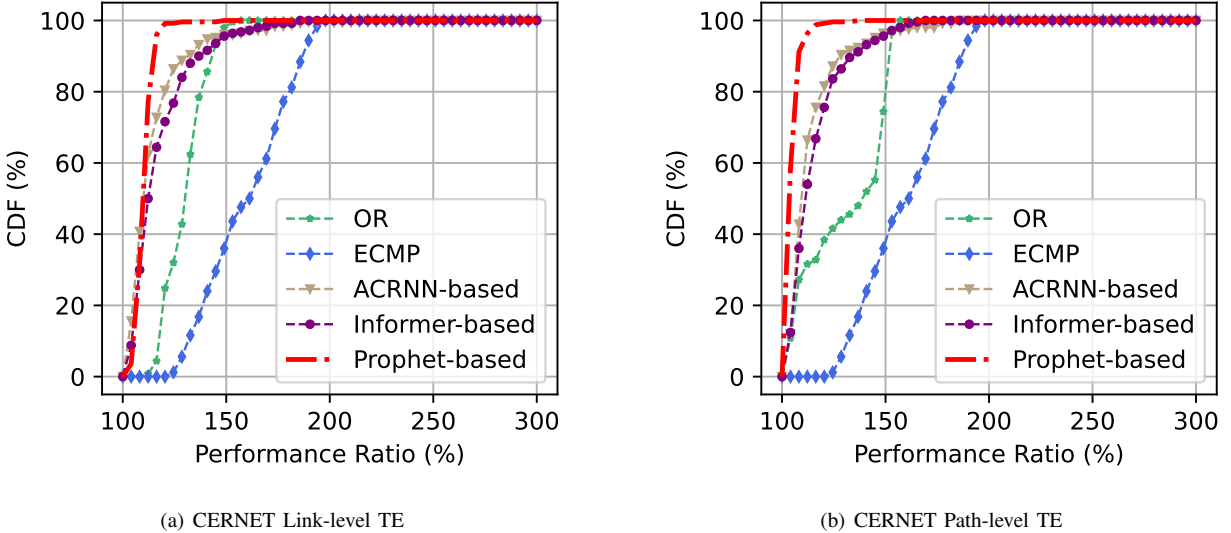 100
80
60
40
20
0
CDF (%)
OR
ECMP
ACRNN-based
Informer-based
Prophet-based
100 150 200 250 300
Performance Ratio (%)
(a) CERNET Link-level TE
100
80
60
40
20
0
CDF (%)
OR
ECMP
ACRNN-based
Informer-based
Prophet-based
100 150 200 250 300
Performance Ratio (%)
(b) CERNET Path-level TE